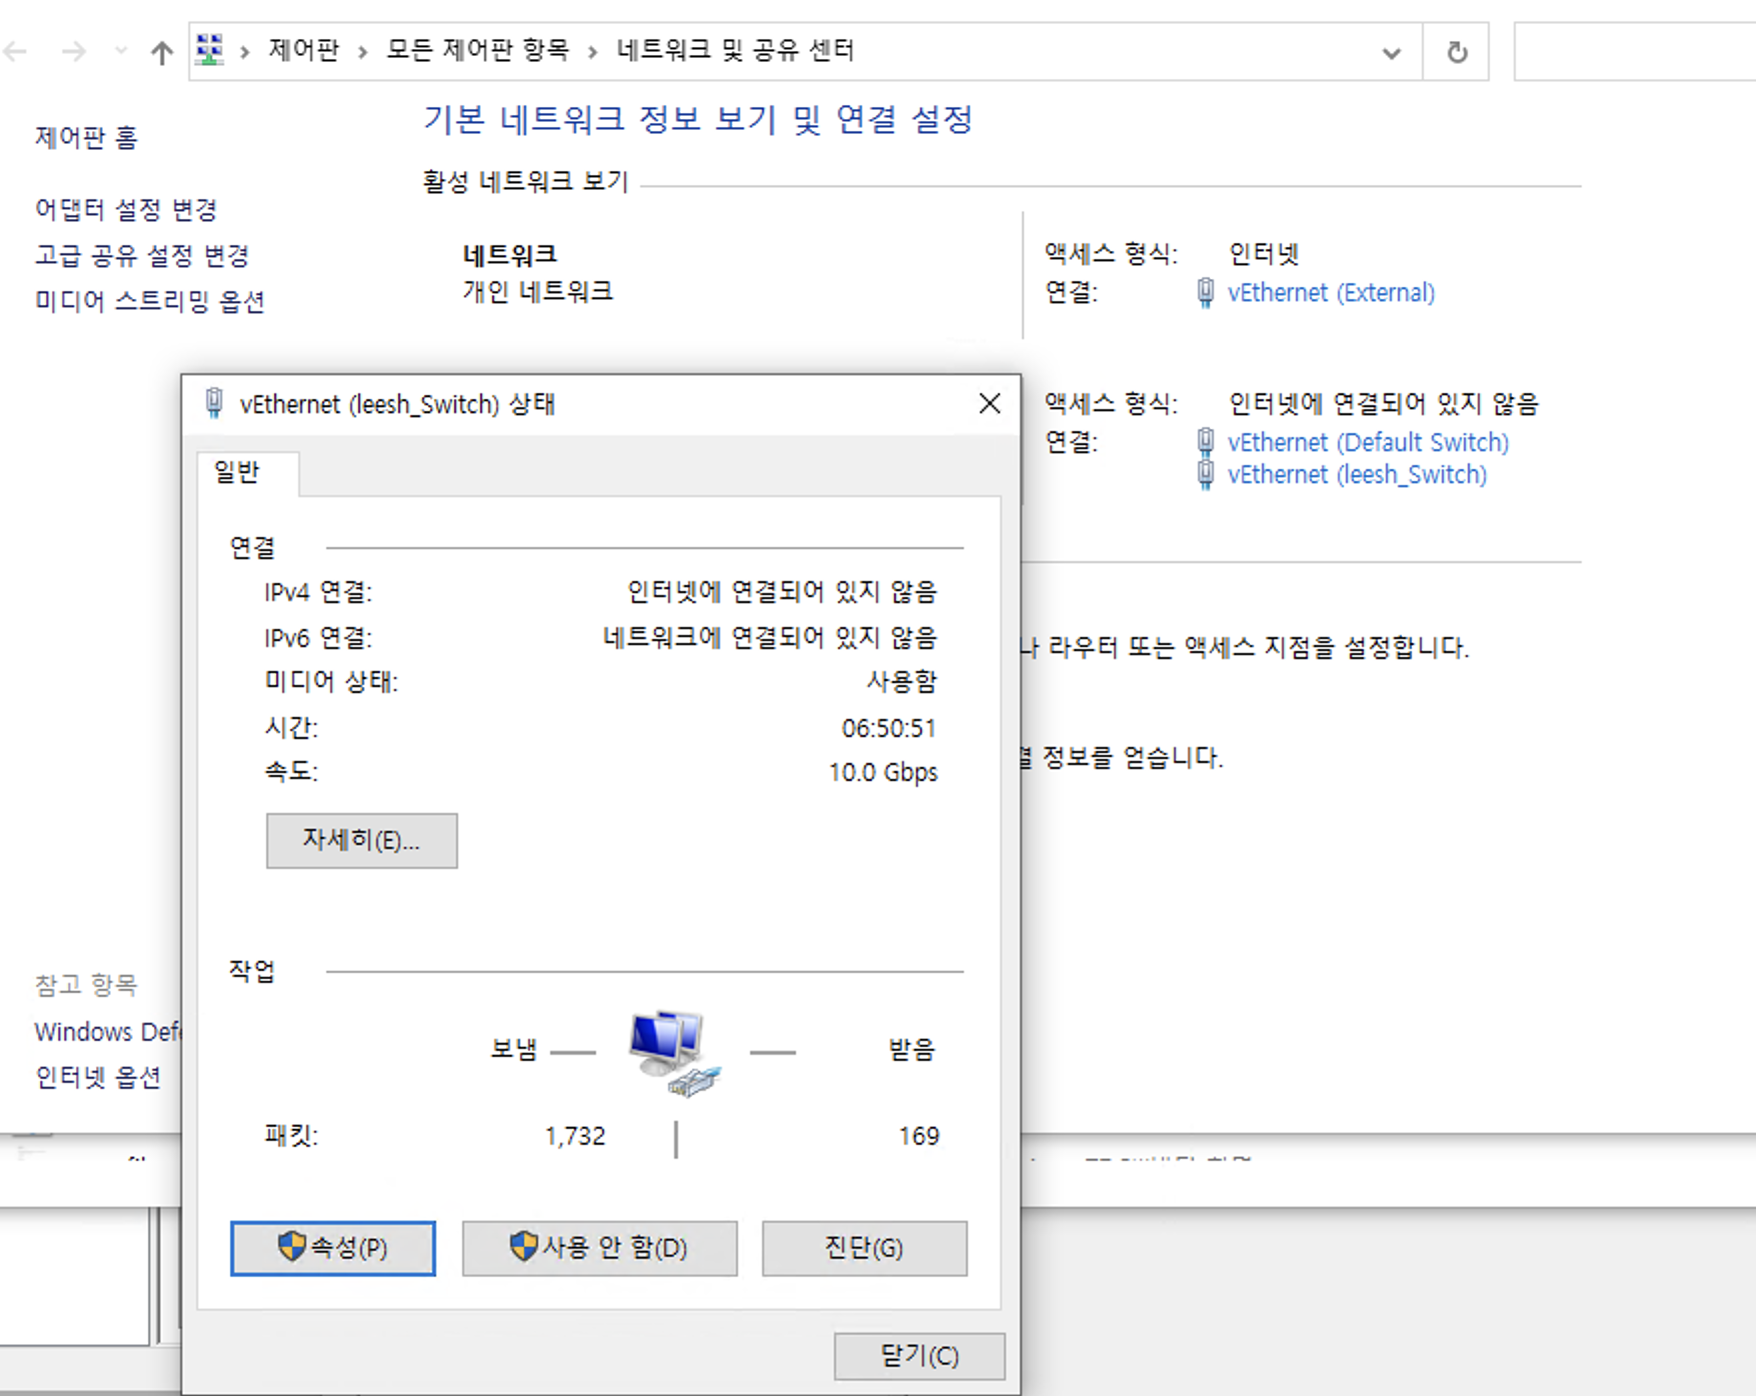 제어판 › 모든 제어판 항목 › 네트워크 및 공유 센터
제어판 홈
어댑터 설정 변경
고급 공유 설정 변경
미디어 스트리밍 옵션
기본 네트워크 정보 보기 및 연결 설정
활성 네트워크 보기
네트워크
개인 네트워크
액세스 형식: 인터넷
연결: vEthernet (External)
액세스 형식: 인터넷에 연결되어 있지 않음
연결: vEthernet (Default Switch)
vEthernet (leesh_Switch)
라우터 또는 액세스 지점을 설정합니다.
정보를 얻습니다.
vEthernet (leesh_Switch) 상태
일반
연결
IPv4 연결: 인터넷에 연결되어 있지 않음
IPv6 연결: 네트워크에 연결되어 있지 않음
미디어 상태: 사용함
시간: 06:50:51
속도: 10.0 Gbps
자세히(E)...
작업
보냄 — — 받음
패킷: 1,732 169
속성(P) 사용 안 함(D) 진단(G)
닫기(C)
참고 항목
Windows
인터넷 옵션